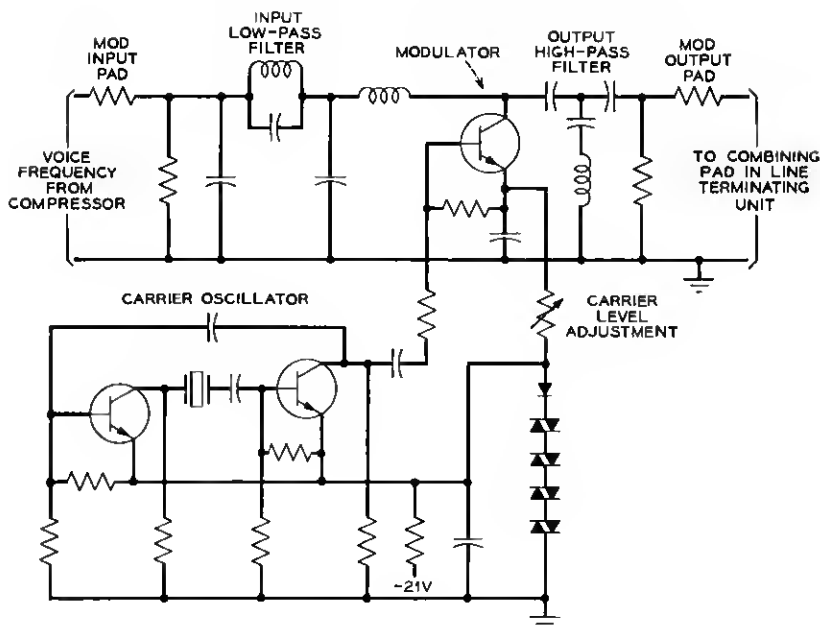 INPUT
LOW-PASS
FILTER
MOD
INPUT
PAD
MODULATOR
OUTPUT
HIGH-PASS
FILTER
MOD
OUTPUT
PAD
VOICE
FREQUENCY
FROM
COMPRESSOR
TO COMBINING
PAD IN LINE
TERMINATING
UNIT
CARRIER OSCILLATOR
CARRIER
LEVEL
ADJUSTMENT
-21V